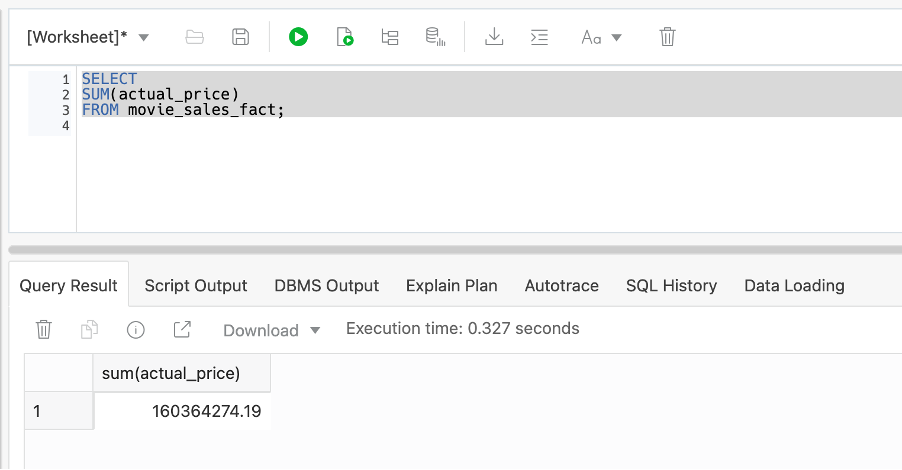 [Worksheet]*
Aa
1 SELECT
2 SUM(actual_price)
3 FROM movie_sales_fact;
4
Query Result Script Output DBMS Output Explain Plan Autotrace SQL History Data Loading
Download Execution time: 0.327 seconds
sum(actual_price)
1 160364274.19